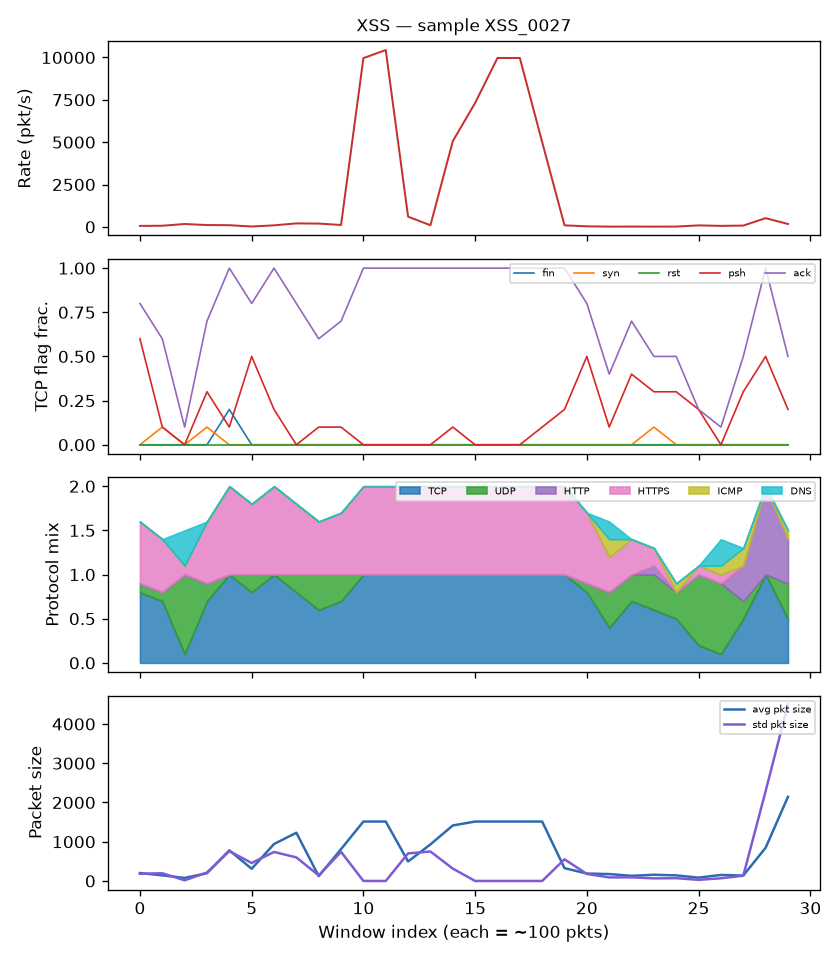 XSS — sample XSS_0027
Rate (pkt/s)
10000
7500
5000
2500
0
TCP flag frac.
1.00
0.75
0.50
0.25
0.00
fin syn rst psh ack
Protocol mix
2.0
1.5
1.0
0.5
0.0
TCP UDP HTTP HTTPS ICMP DNS
Packet size
4000
3000
2000
1000
0
avg pkt size
std pkt size
0 5 10 15 20 25 30
Window index (each = ~100 pkts)